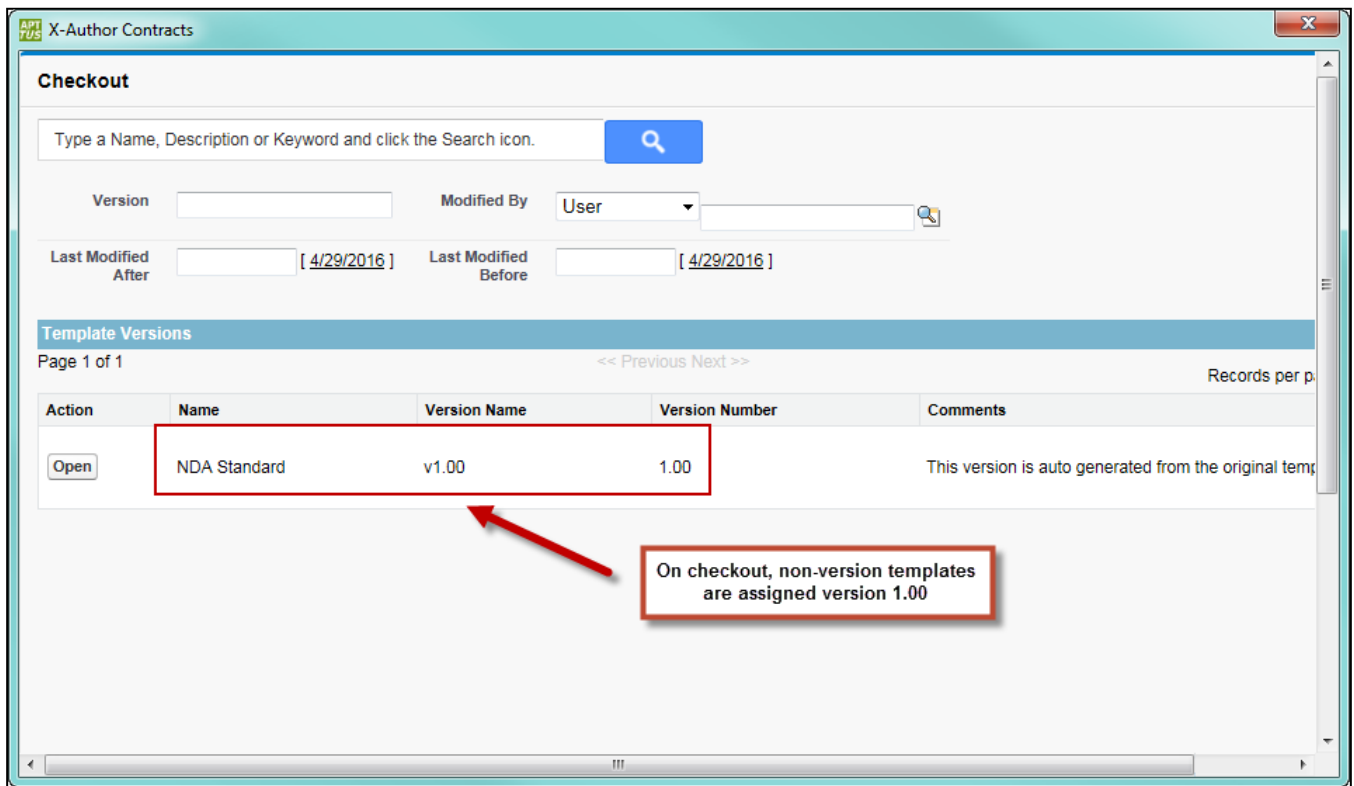 APT TUS X-Author Contracts
Checkout
Type a Name, Description or Keyword and click the Search icon.
Version Modified By User
Last Modified After [ 4/29/2016 ] Last Modified Before [ 4/29/2016 ]
Template Versions
Page 1 of 1 << Previous Next >>
Records per
Action Name Version Name Version Number Comments
Open NDA Standard v1.00 1.00 This version is auto generated from the original
On checkout, non-version templates
are assigned version 1.00